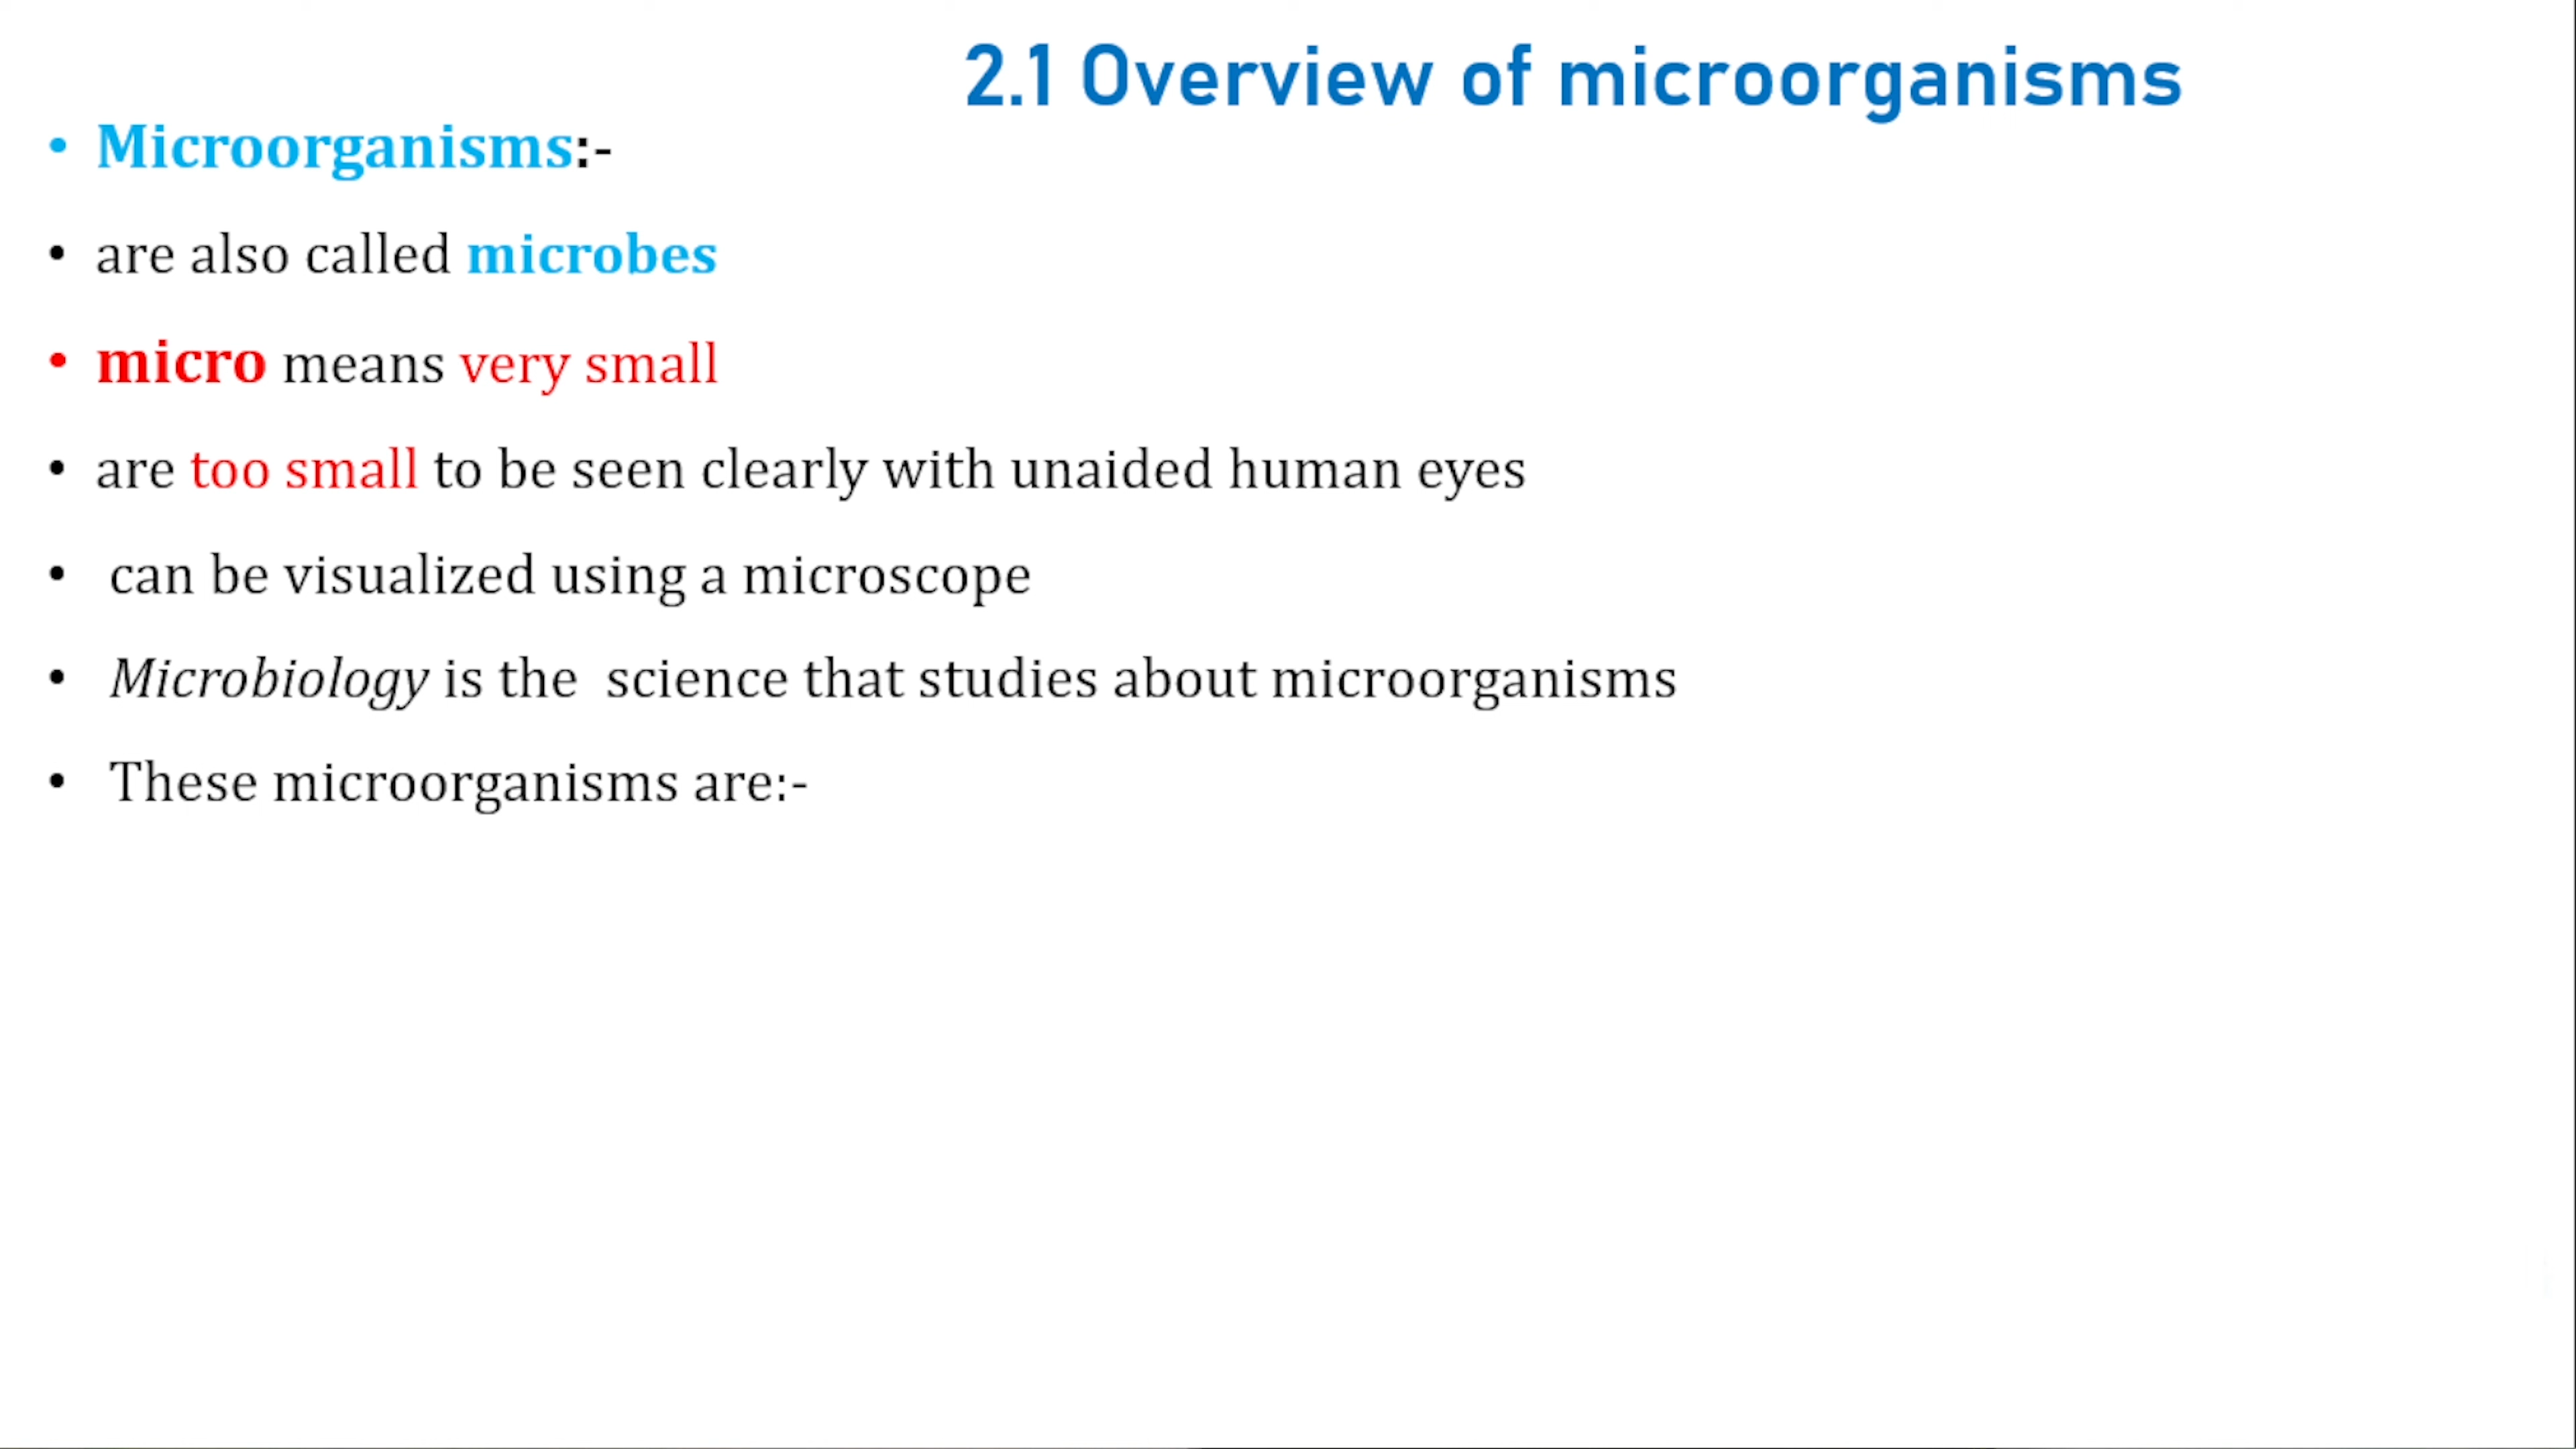 2.1 Overview of microorganisms
• Microorganisms:-
• are also called microbes
• micro means very small
• are too small to be seen clearly with unaided human eyes
• can be visualized using a microscope
• Microbiology is the  science that studies about microorganisms
• These microorganisms are:-